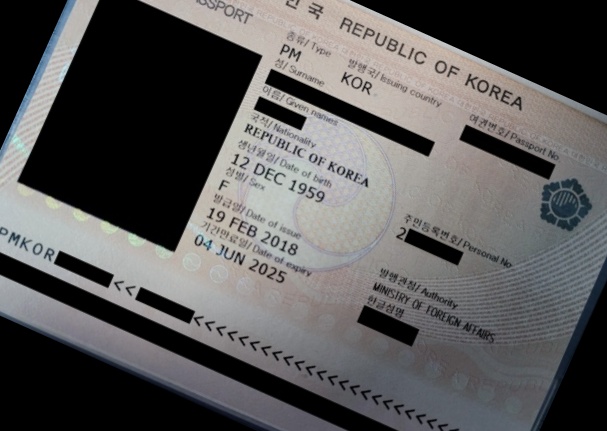 한국 REPUBLIC OF KOREA
PASSPORT
종류/ Type 발행국/ Issuing country 여권번호/ Passport No
PM KOR
성/ Surname
이름/ Given names
국적/ Nationality
REPUBLIC OF KOREA
생년월일/ Date of birth
12 DEC 1959
성별/ Sex 주민등록번호/ Personal No
F 2
발급일/ Date of issue 발행관청/ Authority
19 FEB 2018 MINISTRY OF FOREIGN AFFAIRS
기간만료일/ Date of expiry 한글성명
04 JUN 2025
PMKOR << <<<<<<<<<<<<<<<<<<<<<<<<<<